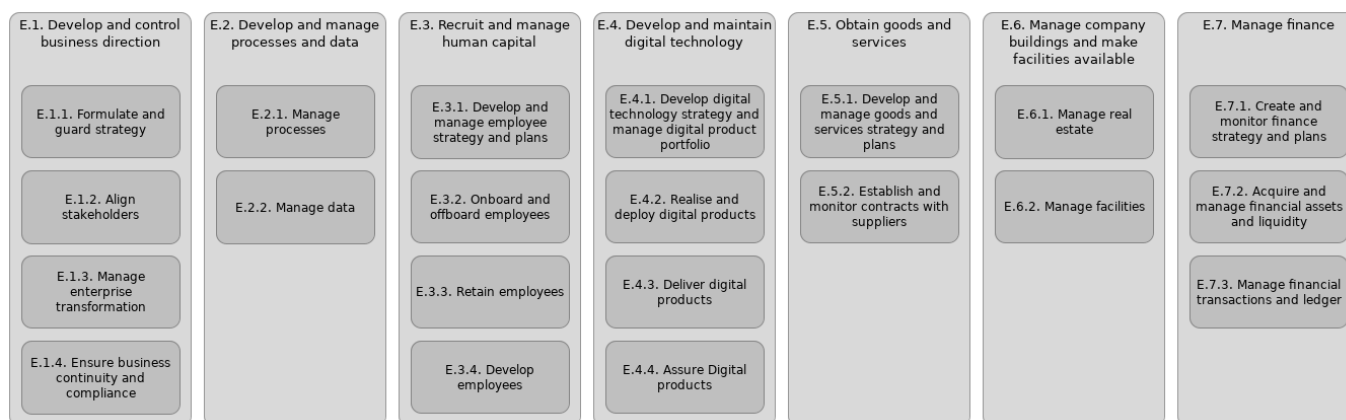 E.1. Develop and control
business direction
E.1.1. Formulate and
guard strategy
E.1.2. Align
stakeholders
E.1.3. Manage
enterprise
transformation
E.1.4. Ensure business
continuity and
compliance
E.2. Develop and manage
processes and data
E.2.1. Manage
processes
E.2.2. Manage data
E.3. Recruit and manage
human capital
E.3.1. Develop and
manage employee
strategy and plans
E.3.2. Onboard and
offboard employees
E.3.3. Retain employees
E.3.4. Develop
employees
E.4. Develop and maintain
digital technology
E.4.1. Develop digital
technology strategy and
manage digital product
portfolio
E.4.2. Realise and
deploy digital products
E.4.3. Deliver digital
products
E.4.4. Assure Digital
products
E.5. Obtain goods and
services
E.5.1. Develop and
manage goods and
services strategy and
plans
E.5.2. Establish and
monitor contracts with
suppliers
E.6. Manage company
buildings and make
facilities available
E.6.1. Manage real
estate
E.6.2. Manage facilities
E.7. Manage finance
E.7.1. Create and
monitor finance
strategy and plans
E.7.2. Acquire and
manage financial assets
and liquidity
E.7.3. Manage financial
transactions and ledger